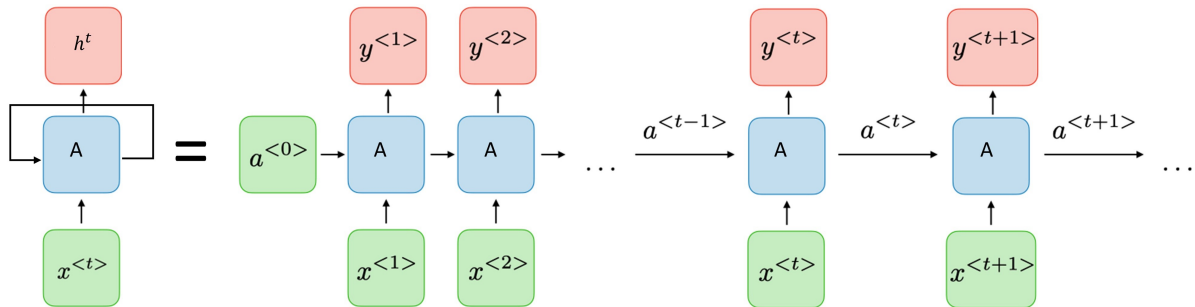 h^t y^{<1>} y^{<2>} y^{<t>} y^{<t+1>}
a^{<t-1>} a^{<t>} a^{<t+1>}
A = a^{<0>} A A ... A A ...
x^{<t>} x^{<1>} x^{<2>} x^{<t>} x^{<t+1>}